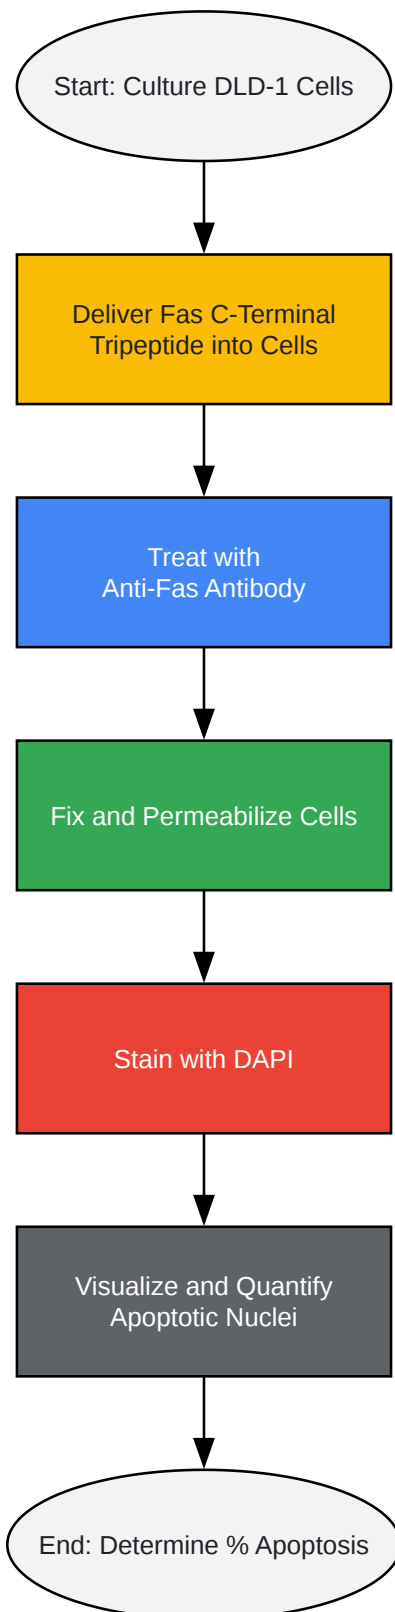 Start: Culture DLD-1 Cells
Deliver Fas C-Terminal
Tripeptide into Cells
Treat with
Anti-Fas Antibody
Fix and Permeabilize Cells
Stain with DAPI
Visualize and Quantify
Apoptotic Nuclei
End: Determine % Apoptosis